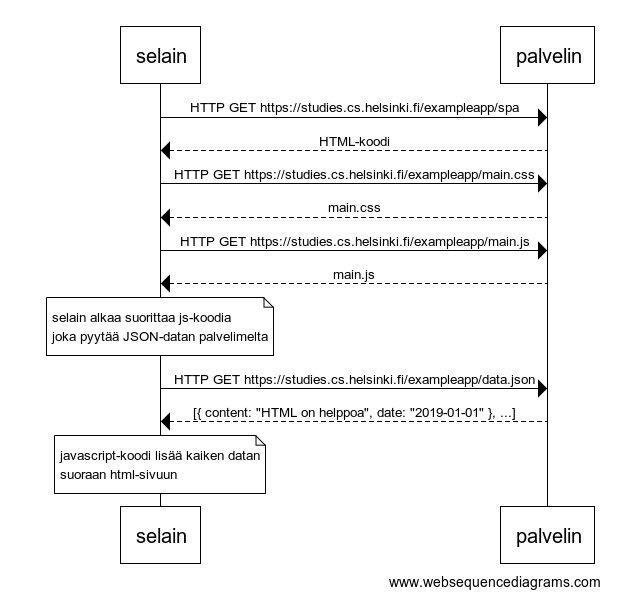 selain
palvelin
HTTP GET https://studies.cs.helsinki.fi/exampleapp/spa
HTML-koodi
HTTP GET https://studies.cs.helsinki.fi/exampleapp/main.css
main.css
HTTP GET https://studies.cs.helsinki.fi/exampleapp/main.js
main.js
selain alkaa suorittaa js-koodia
joka pyytää JSON-datan palvelimelta
HTTP GET https://studies.cs.helsinki.fi/exampleapp/data.json
[{ content: "HTML on helppoa", date: "2019-01-01" }, ...]
javascript-koodi lisää kaiken datan
suoraan html-sivuun
selain
palvelin
www.websequencediagrams.com